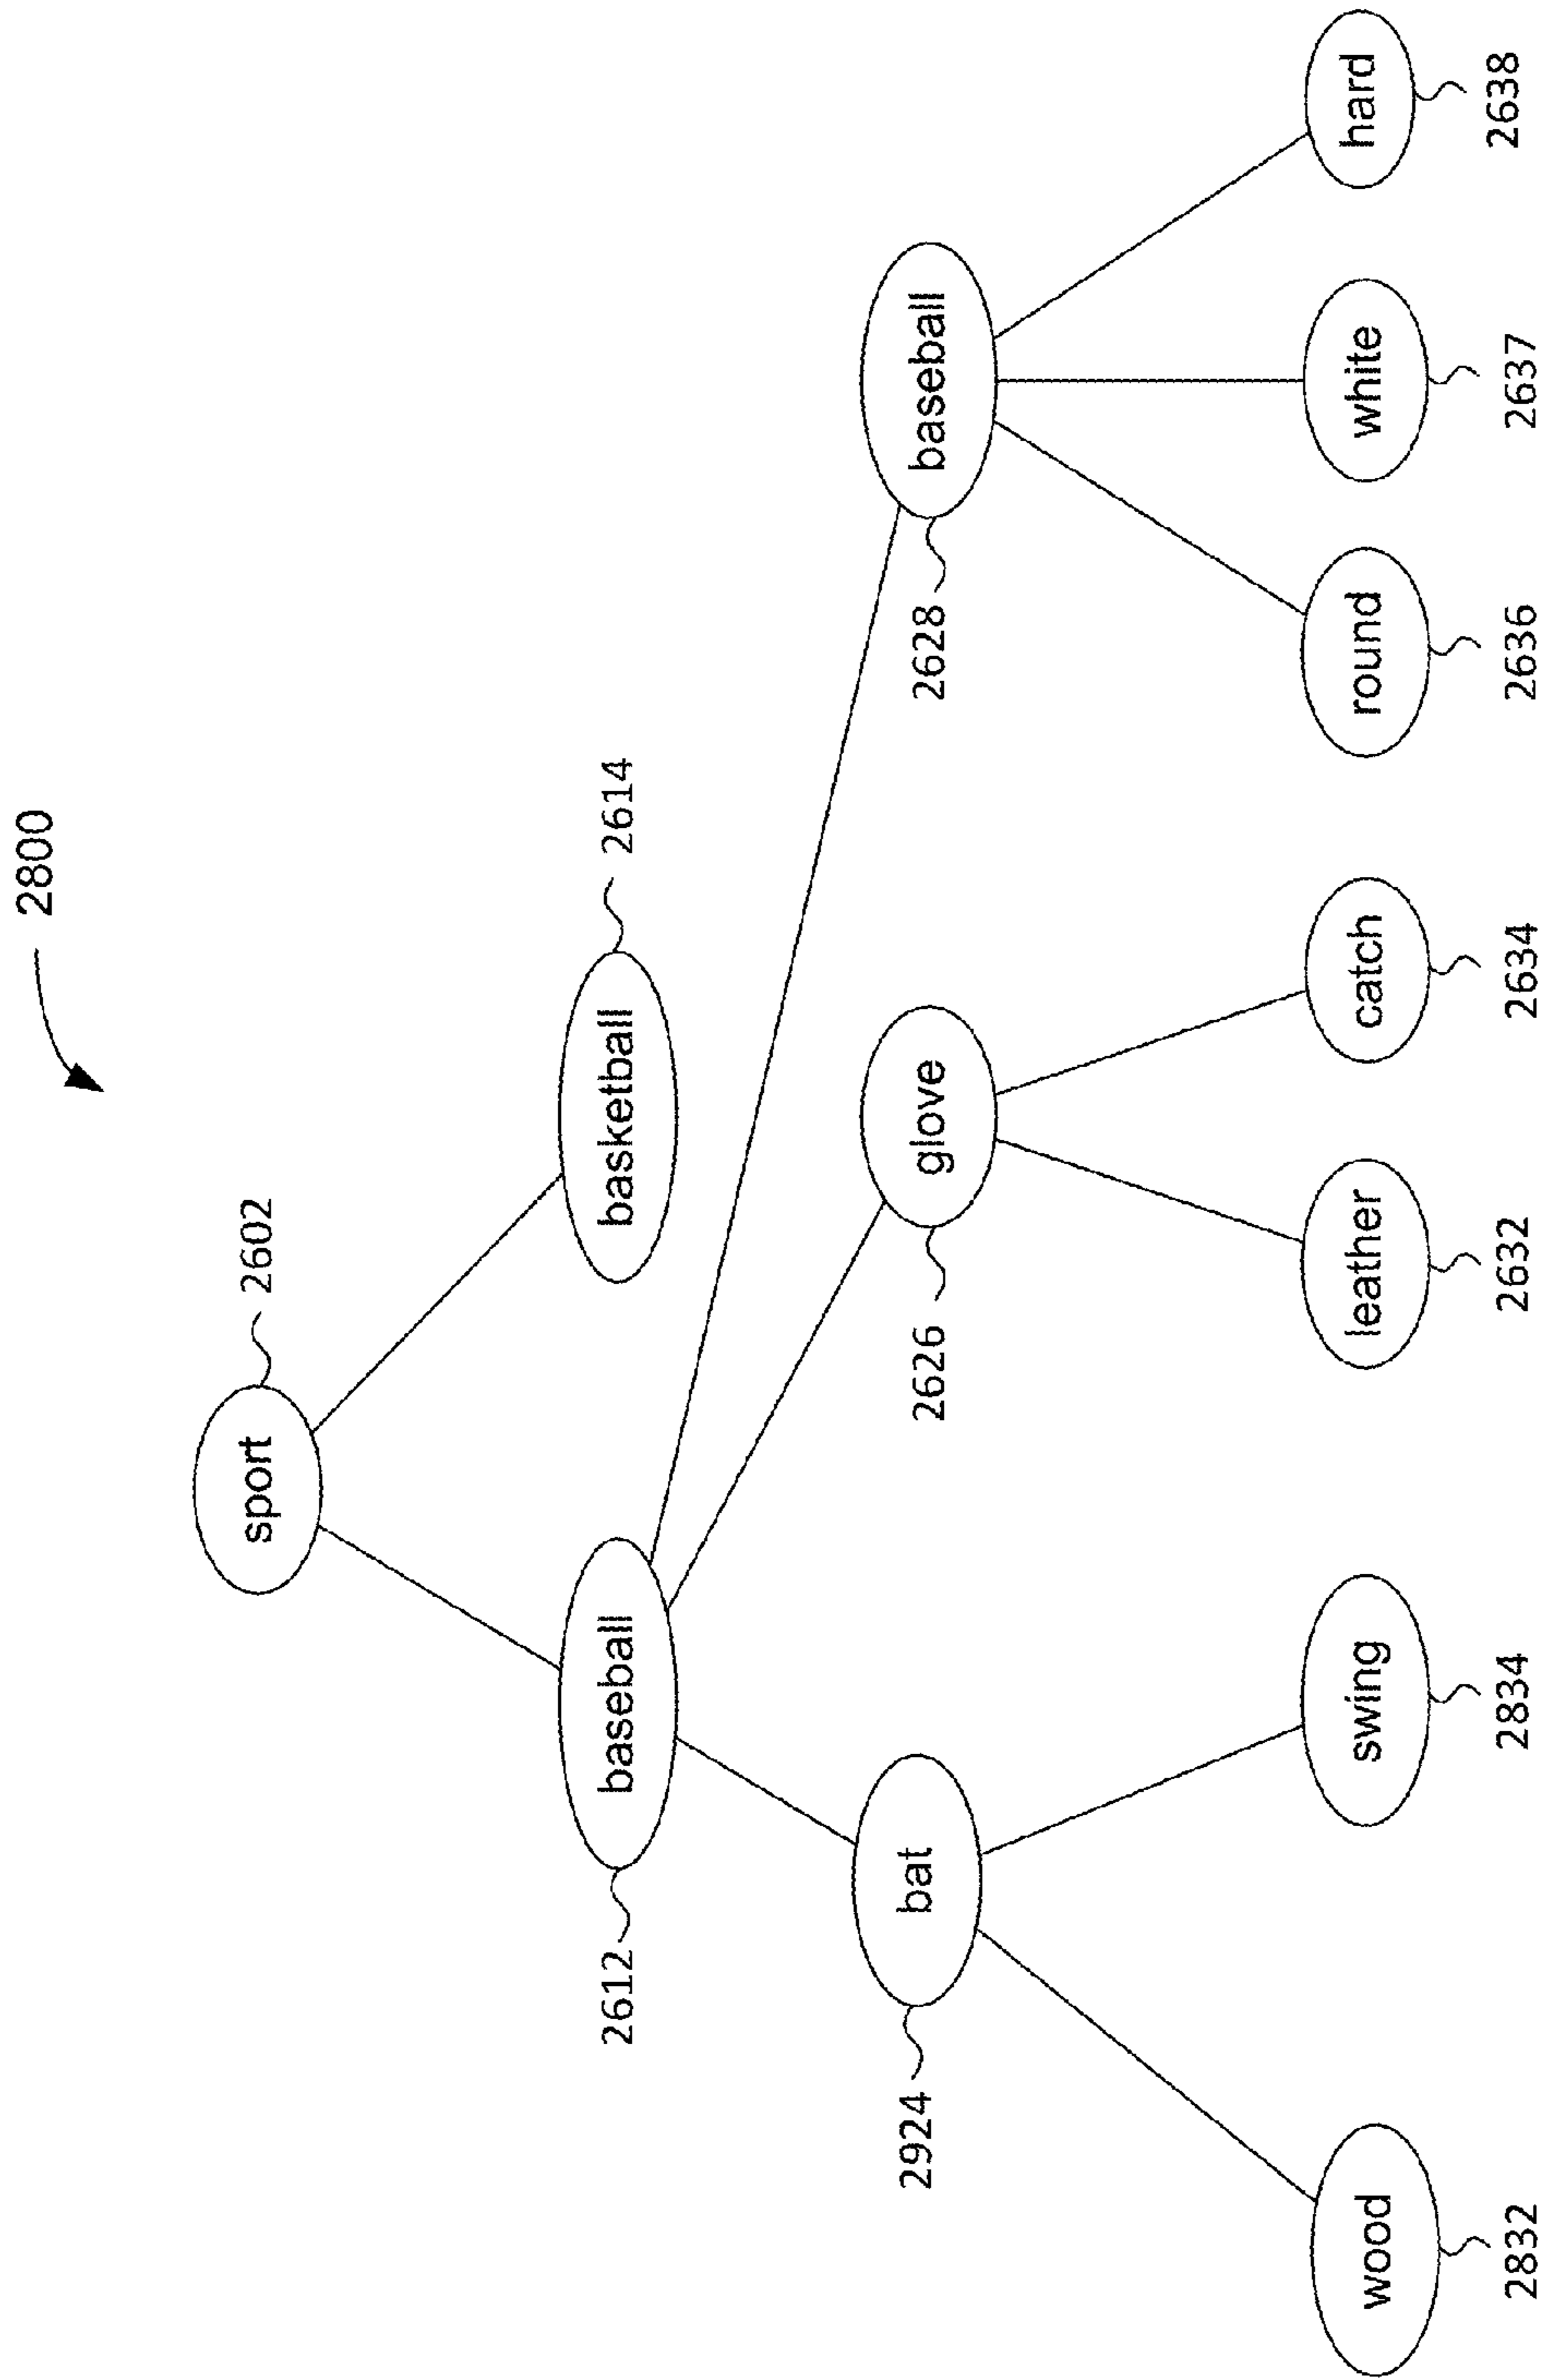 2800
sport
2602
baseball
2612
basketball
2614
bat
2924
glove
2626
baseball
2628
wood
2832
swing
2834
leather
2632
catch
2634
round
2636
white
2637
hard
2638